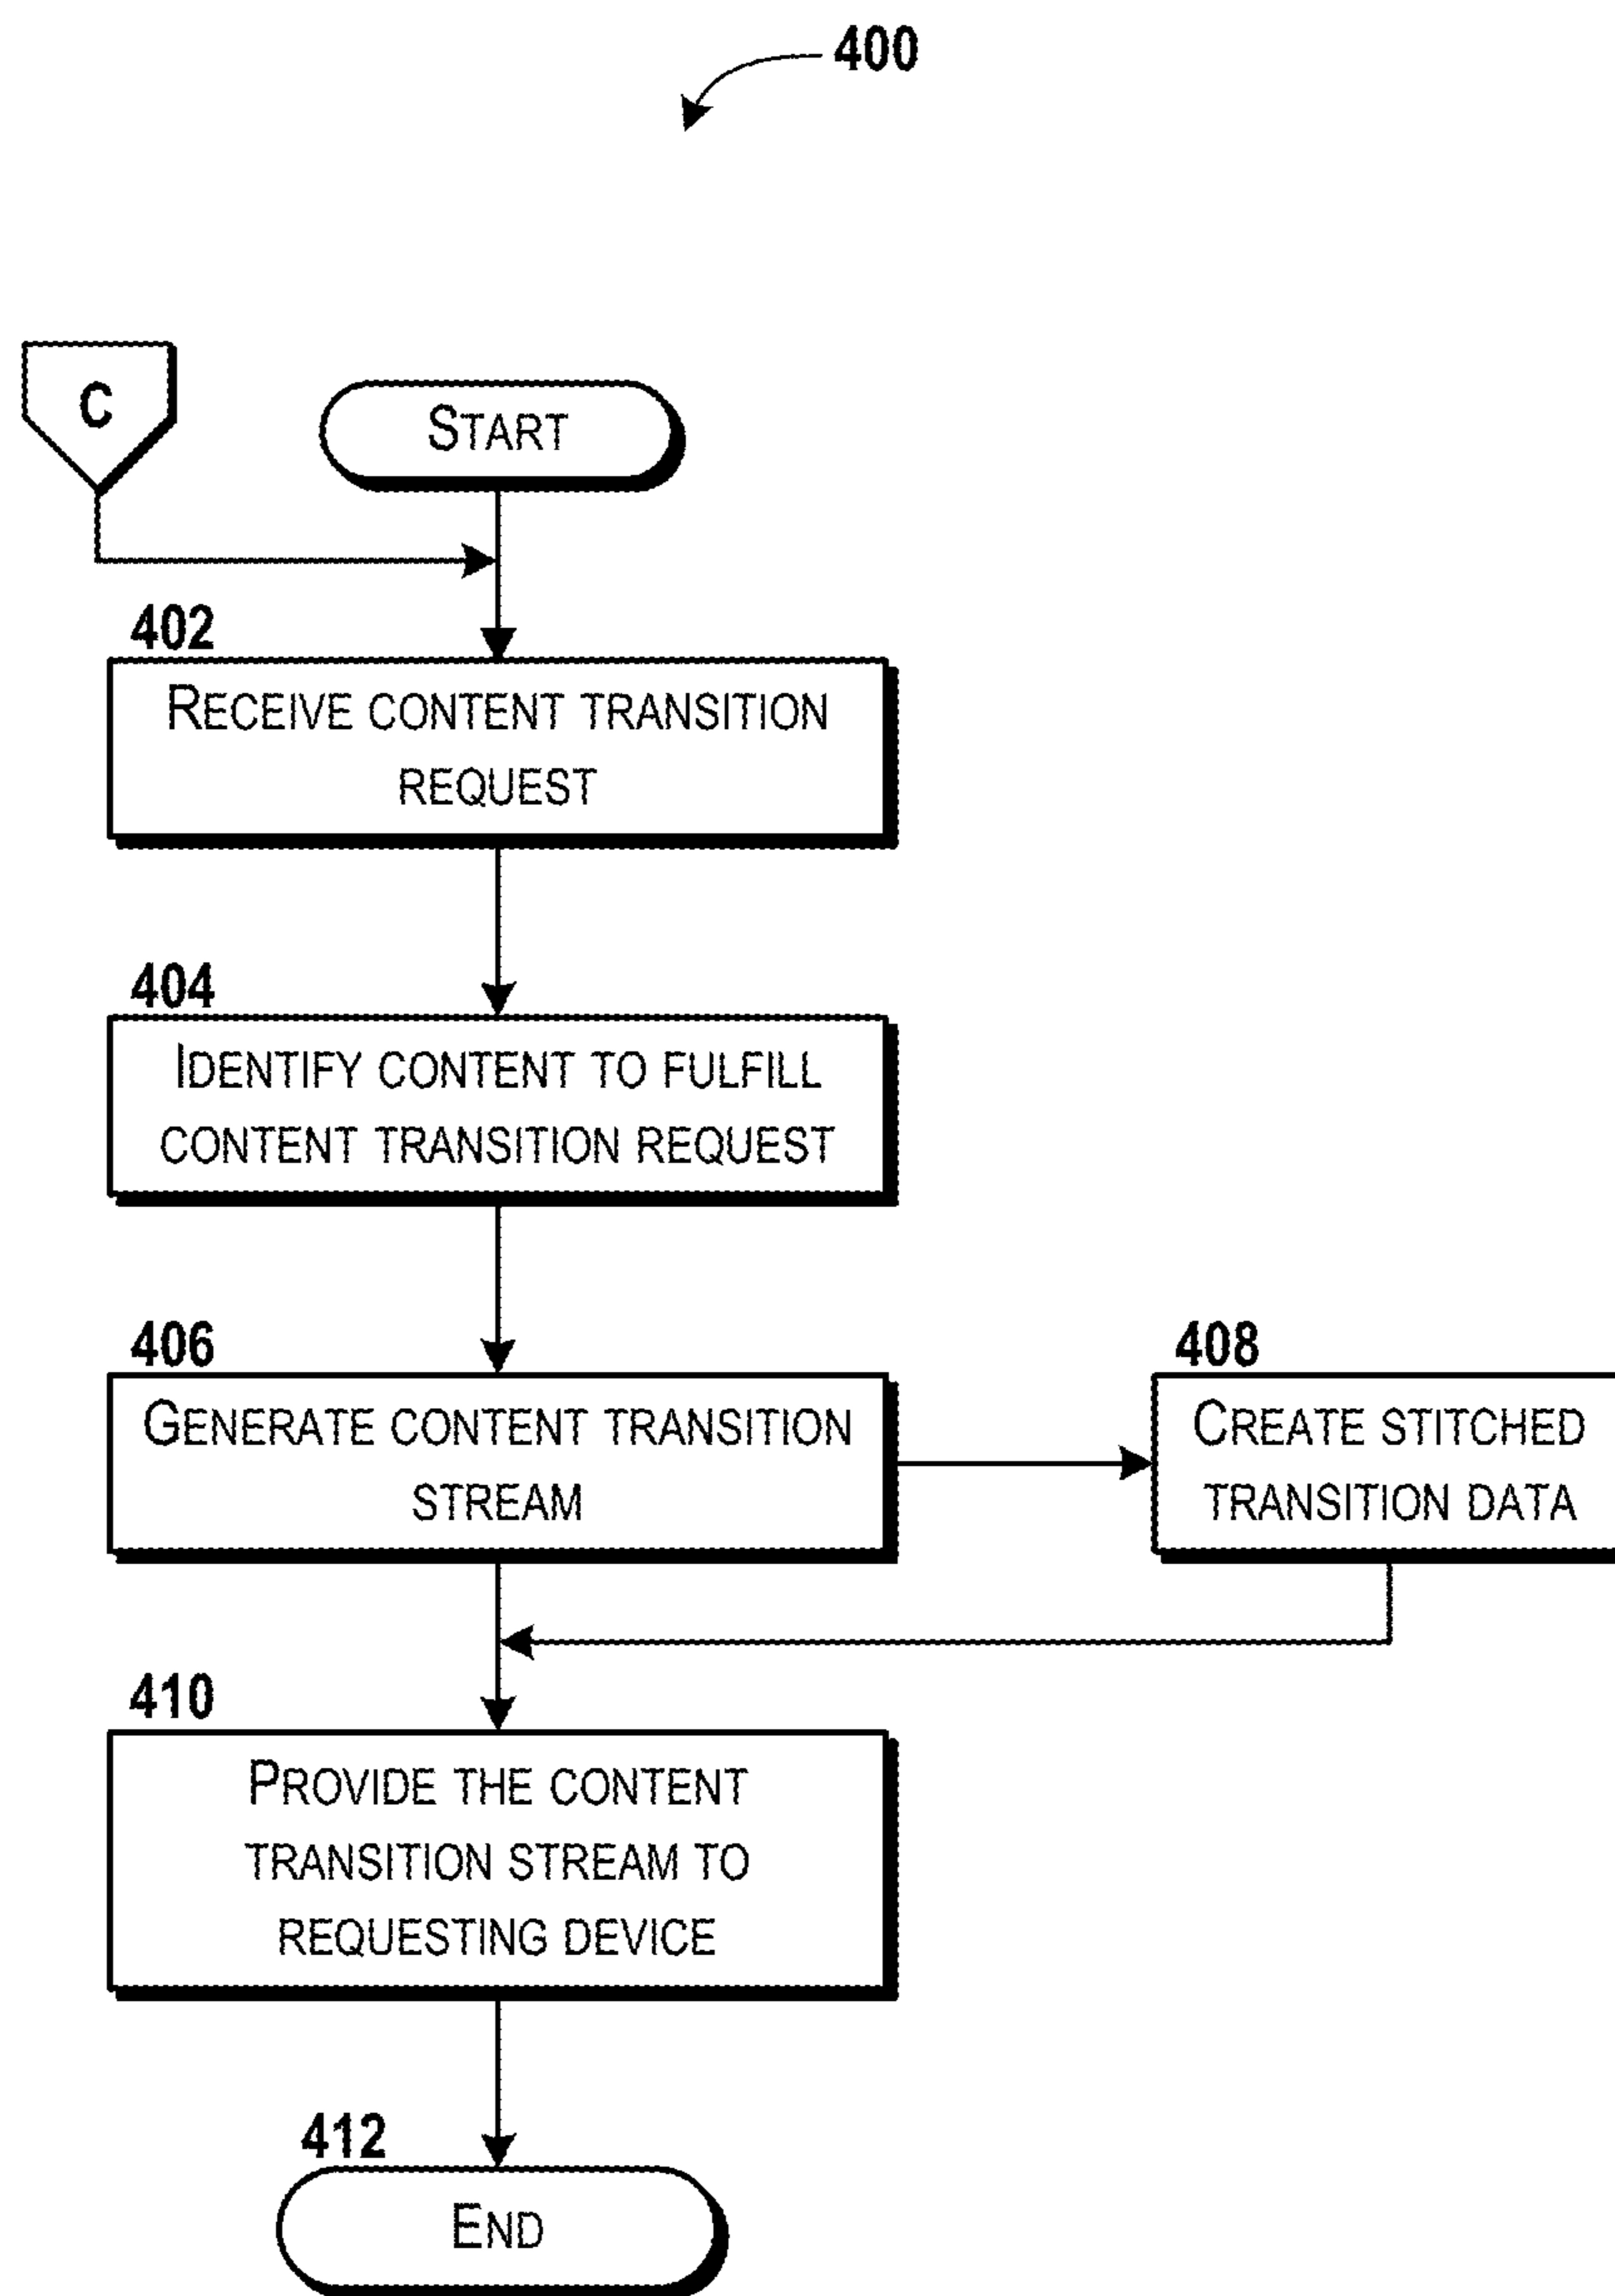 400
C
START
402
RECEIVE CONTENT TRANSITION
REQUEST
404
IDENTIFY CONTENT TO FULFILL
CONTENT TRANSITION REQUEST
406
GENERATE CONTENT TRANSITION
STREAM
408
CREATE STITCHED
TRANSITION DATA
410
PROVIDE THE CONTENT
TRANSITION STREAM TO
REQUESTING DEVICE
412
END